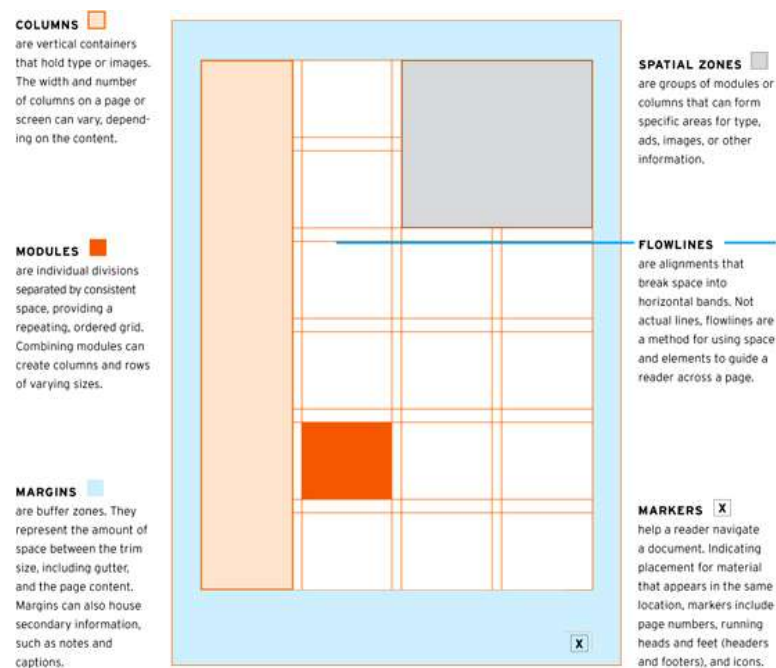 COLUMNS
are vertical containers
that hold type or images.
The width and number
of columns on a page or
screen can vary, depend-
ing on the content.
MODULES
are individual divisions
separated by consistent
space, providing a
repeating, ordered grid.
Combining modules can
create columns and rows
of varying sizes.
MARGINS
are buffer zones. They
represent the amount of
space between the trim
size, including gutter,
and the page content.
Margins can also house
secondary information,
such as notes and
captions.
X
SPATIAL ZONES
are groups of modules or
columns that can form
specific areas for type,
ads, images, or other
information.
FLOWLINES
are alignments that
break space into
horizontal bands. Not
actual lines, flowlines are
a method for using space
and elements to guide a
reader across a page.
MARKERS X
help a reader navigate
a document. Indicating
placement for material
that appears in the same
location, markers include
page numbers, running
heads and feet (headers
and footers), and icons.